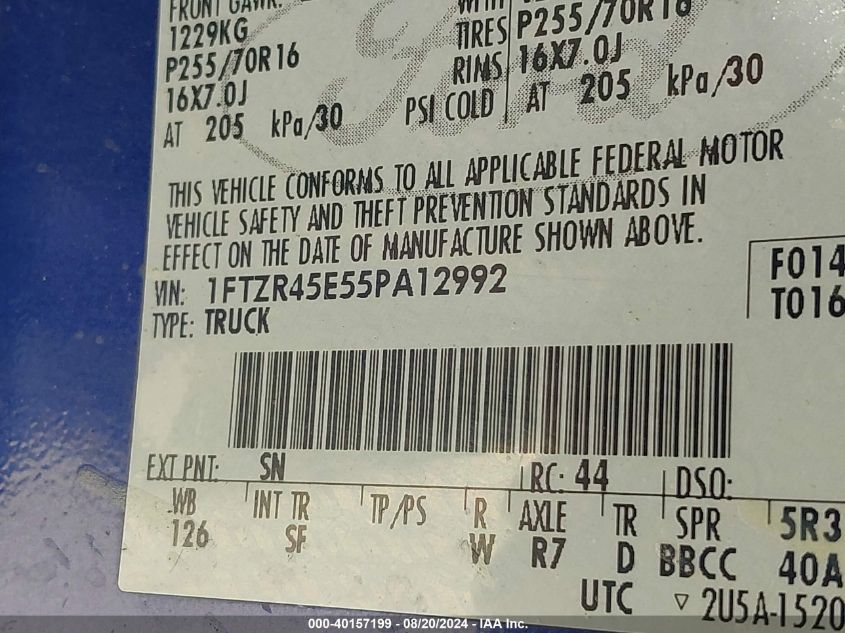 FRONT GAWR:
1229KG
P255/70R16
16X7.0J
AT 205 kPa/30
WITH
TIRES P255/70R16
RIMS 16X7.0J
PSI COLD AT 205 kPa/30
THIS VEHICLE CONFORMS TO ALL APPLICABLE FEDERAL MOTOR
VEHICLE SAFETY AND THEFT PREVENTION STANDARDS IN
EFFECT ON THE DATE OF MANUFACTURE SHOWN ABOVE.
VIN: 1FTZR45E55PA12992
TYPE: TRUCK
F014
T016
EXT PNT: SN RC: 44 DSO:
WB INT TR TP/PS R AXLE TR SPR 5R3
126 SF W R7 D BBCC 40A
UTC ▽ 2U5A-1520
000-40157199 - 08/20/2024 - IAA Inc.